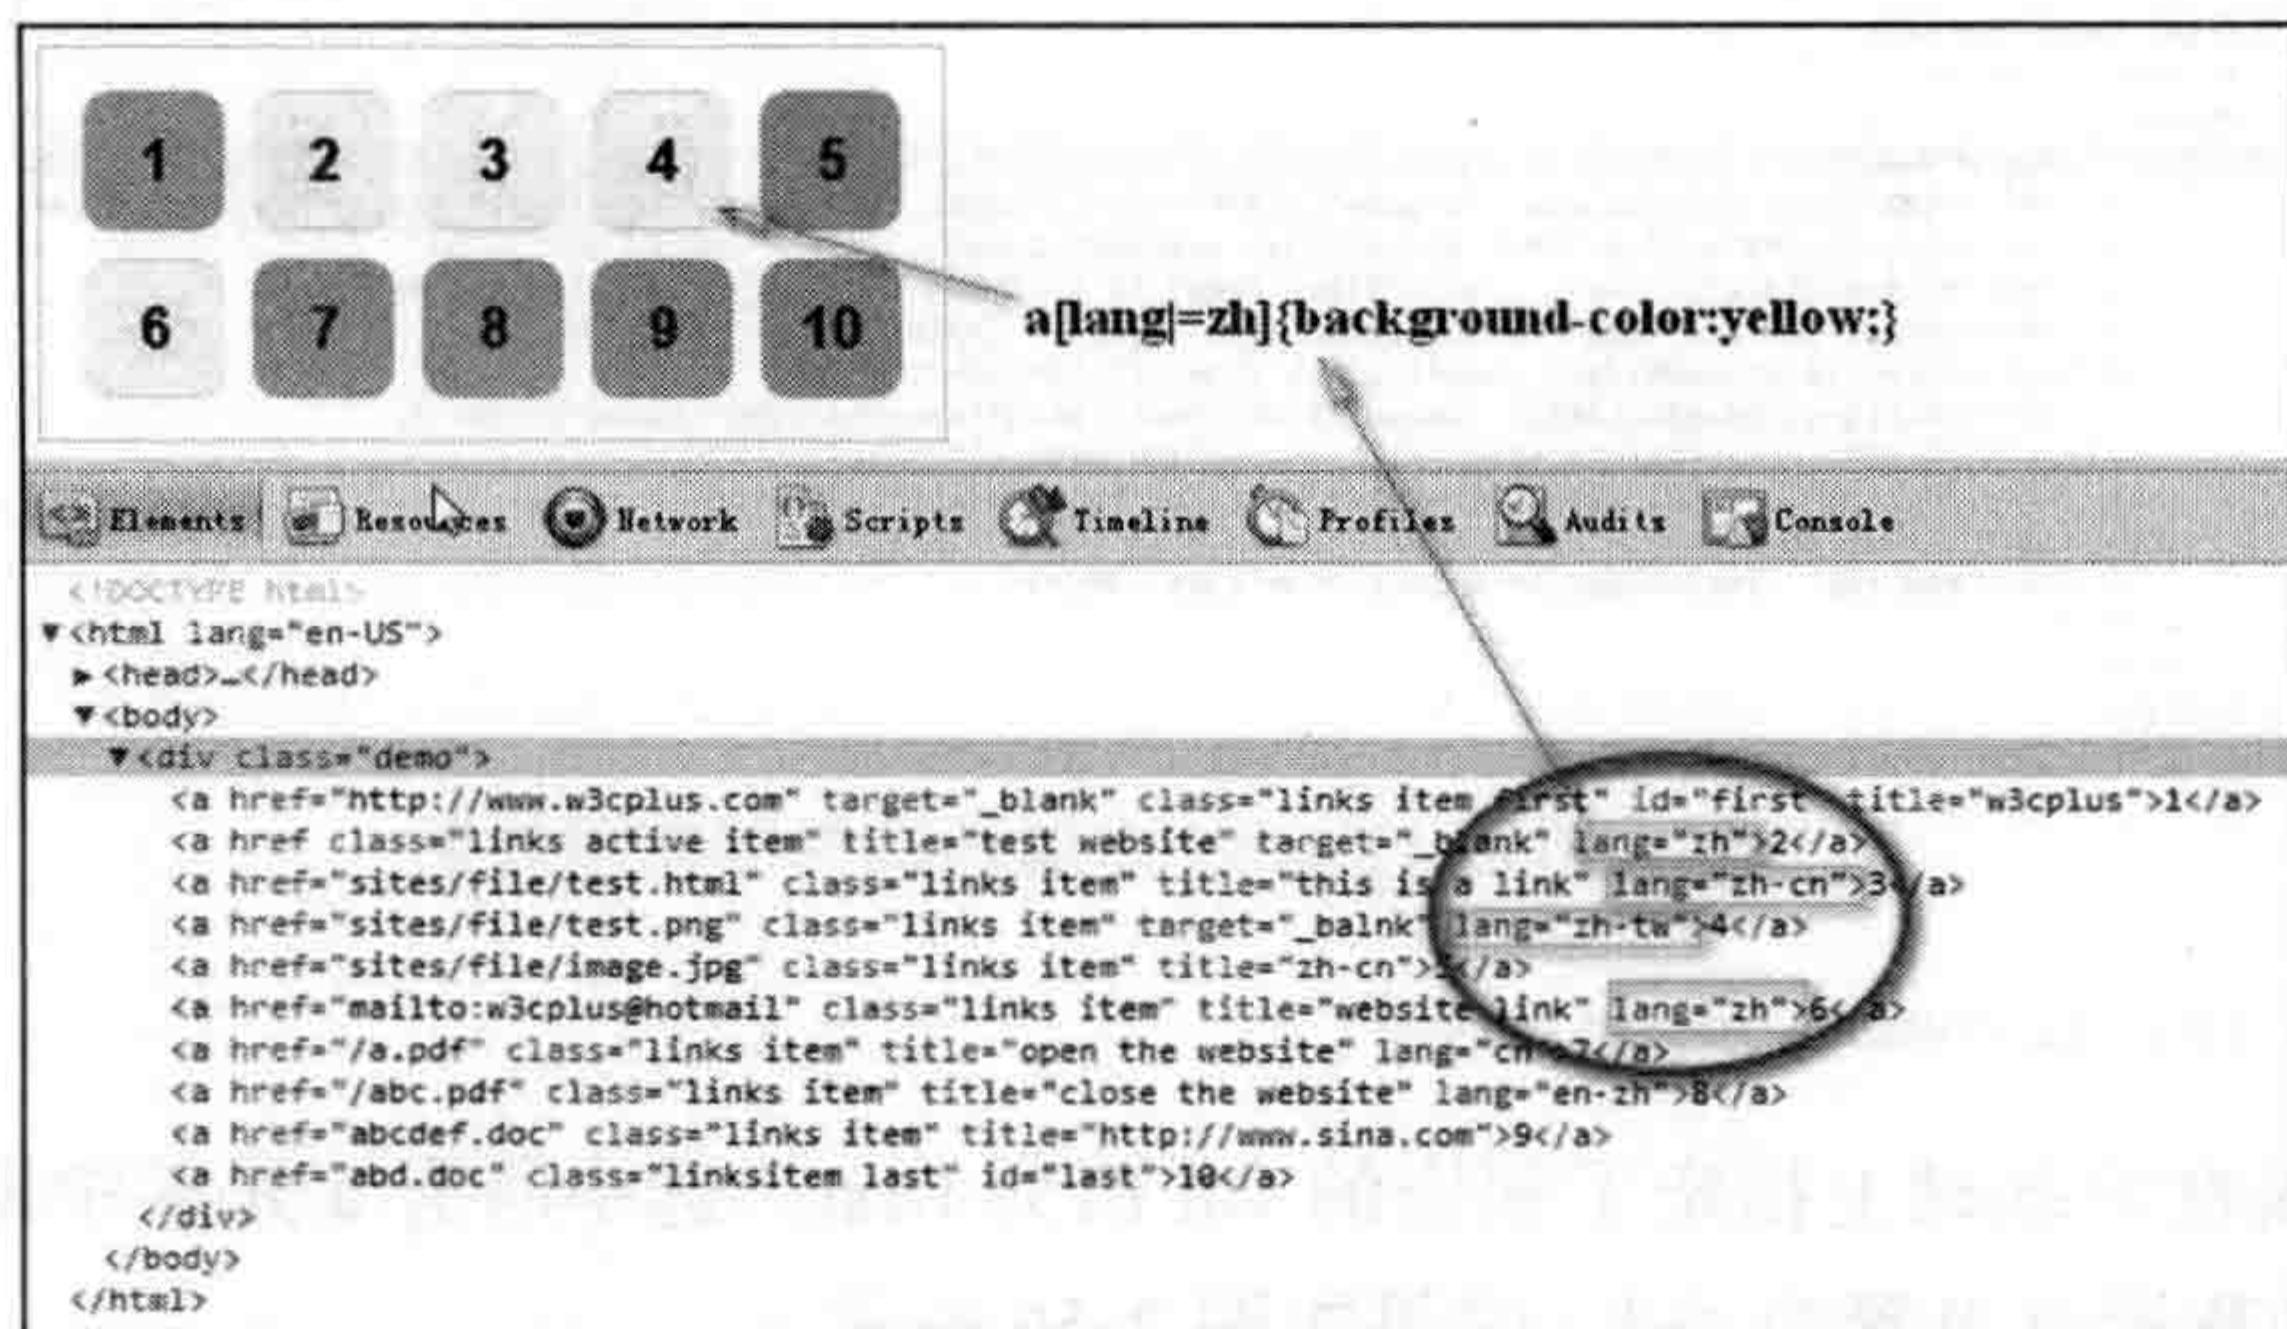 1 2 3 4 5
6 7 8 9 10
a[lang|=zh]{background-color:yellow;}
Elements Resources Network Scripts Timeline Profiles Audits Console
<!DOCTYPE html>
▼<html lang="en-US">
▶<head>…</head>
▼<body>
▼<div class="demo">
<a href="http://www.w3cplus.com" target="_blank" class="links item first" id="first" title="w3cplus">1</a>
<a href class="links active item" title="test website" target="_blank" lang="zh">2</a>
<a href="sites/file/test.html" class="links item" title="this is a link" lang="zh-cn">3</a>
<a href="sites/file/test.png" class="links item" target="_balnk" lang="zh-tw">4</a>
<a href="sites/file/image.jpg" class="links item" title="zh-cn">5</a>
<a href="mailto:w3cplus@hotmail" class="links item" title="website link" lang="zh">6</a>
<a href="/a.pdf" class="links item" title="open the website" lang="cn">7</a>
<a href="/abc.pdf" class="links item" title="close the website" lang="en-zh">8</a>
<a href="abcdef.doc" class="links item" title="http://www.sina.com">9</a>
<a href="abd.doc" class="linksitem last" id="last">10</a>
</div>
</body>
</html>